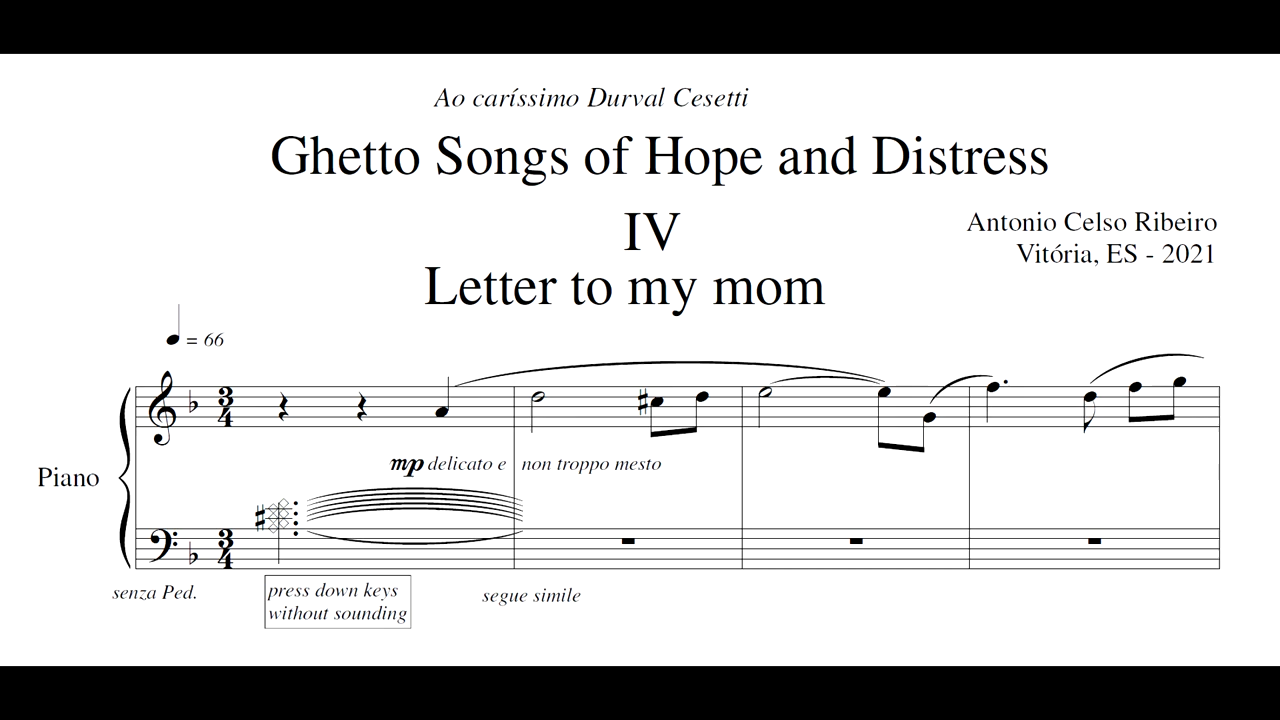 Ao caríssimo Durval Cesetti
Ghetto Songs of Hope and Distress
IV
Antonio Celso Ribeiro
Vitória, ES - 2021
Letter to my mom
= 66
3
4
mp delicato e non troppo mesto
Piano
3
4
senza Ped.
press down keys
without sounding
segue simile